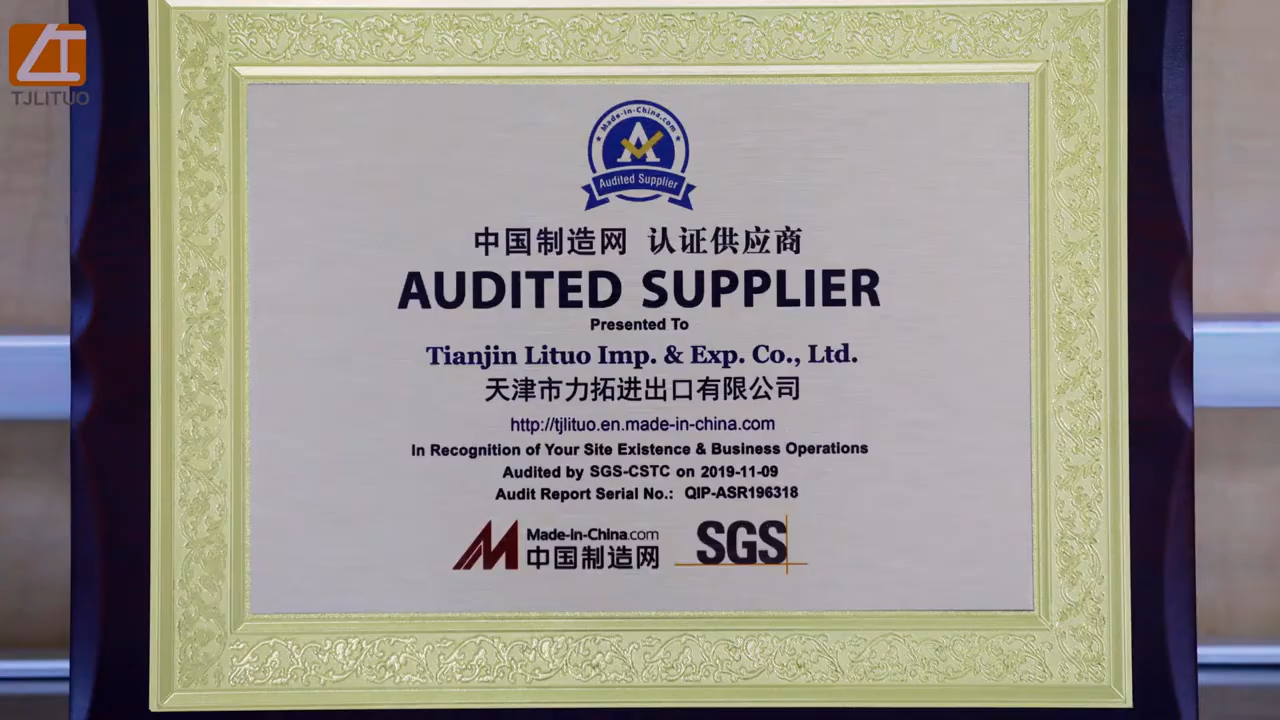 LT
TJLITUO
Made-in-China.com
A
Audited Supplier
中国制造网 认证供应商
AUDITED SUPPLIER
Presented To
Tianjin Lituo Imp. & Exp. Co., Ltd.
天津市力拓进出口有限公司
http://tjlituo.en.made-in-china.com
In Recognition of Your Site Existence & Business Operations
Audited by SGS-CSTC on 2019-11-09
Audit Report Serial No.: QIP-ASR196318
Made-in-China.com
中国制造网
SGS